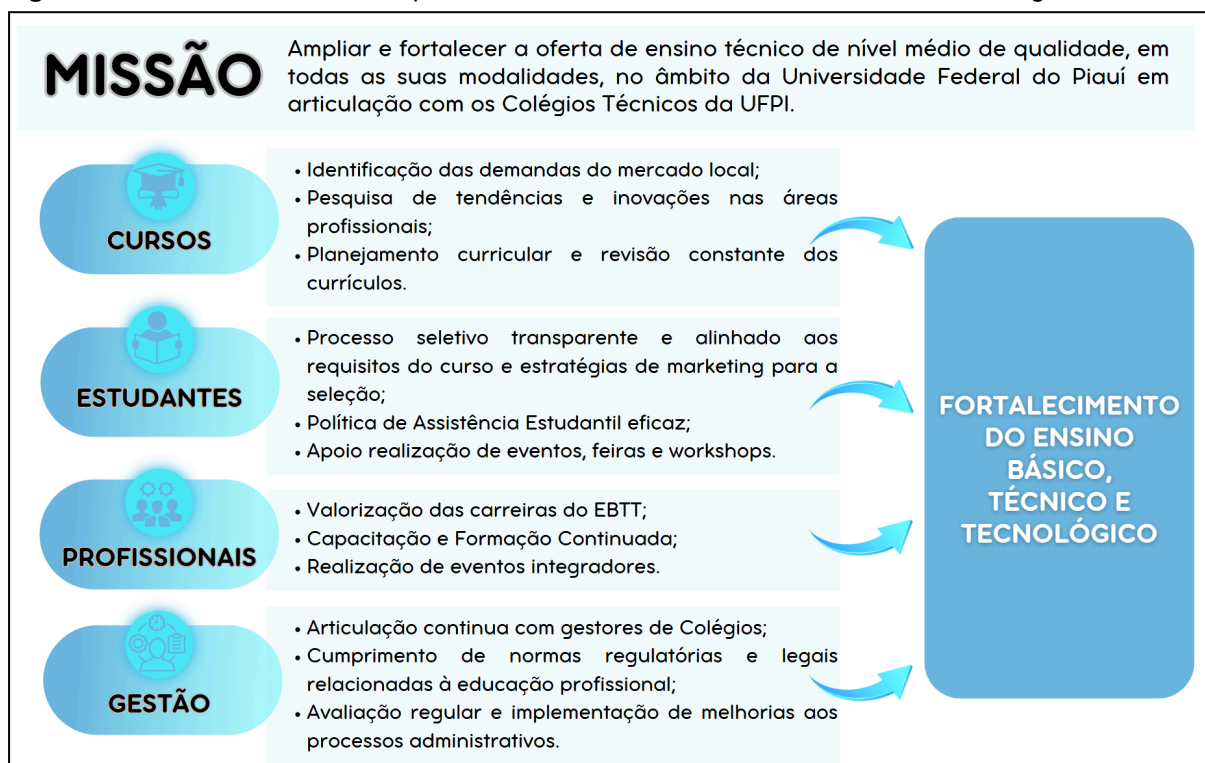 MISSÃO
Ampliar e fortalecer a oferta de ensino técnico de nível médio de qualidade, em
todas as suas modalidades, no âmbito da Universidade Federal do Piauí em
articulação com os Colégios Técnicos da UFPI.
CURSOS
• Identificação das demandas do mercado local;
• Pesquisa de tendências e inovações nas áreas
profissionais;
• Planejamento curricular e revisão constante dos
currículos.
ESTUDANTES
• Processo seletivo transparente e alinhado aos
requisitos do curso e estratégias de marketing para a
seleção;
• Política de Assistência Estudantil eficaz;
• Apoio realização de eventos, feiras e workshops.
PROFISSIONAIS
• Valorização das carreiras do EBTT;
• Capacitação e Formação Continuada;
• Realização de eventos integradores.
GESTÃO
• Articulação continua com gestores de Colégios;
• Cumprimento de normas regulatórias e legais
relacionadas à educação profissional;
• Avaliação regular e implementação de melhorias aos
processos administrativos.
FORTALECIMENTO
DO ENSINO
BÁSICO,
TÉCNICO E
TECNOLÓGICO